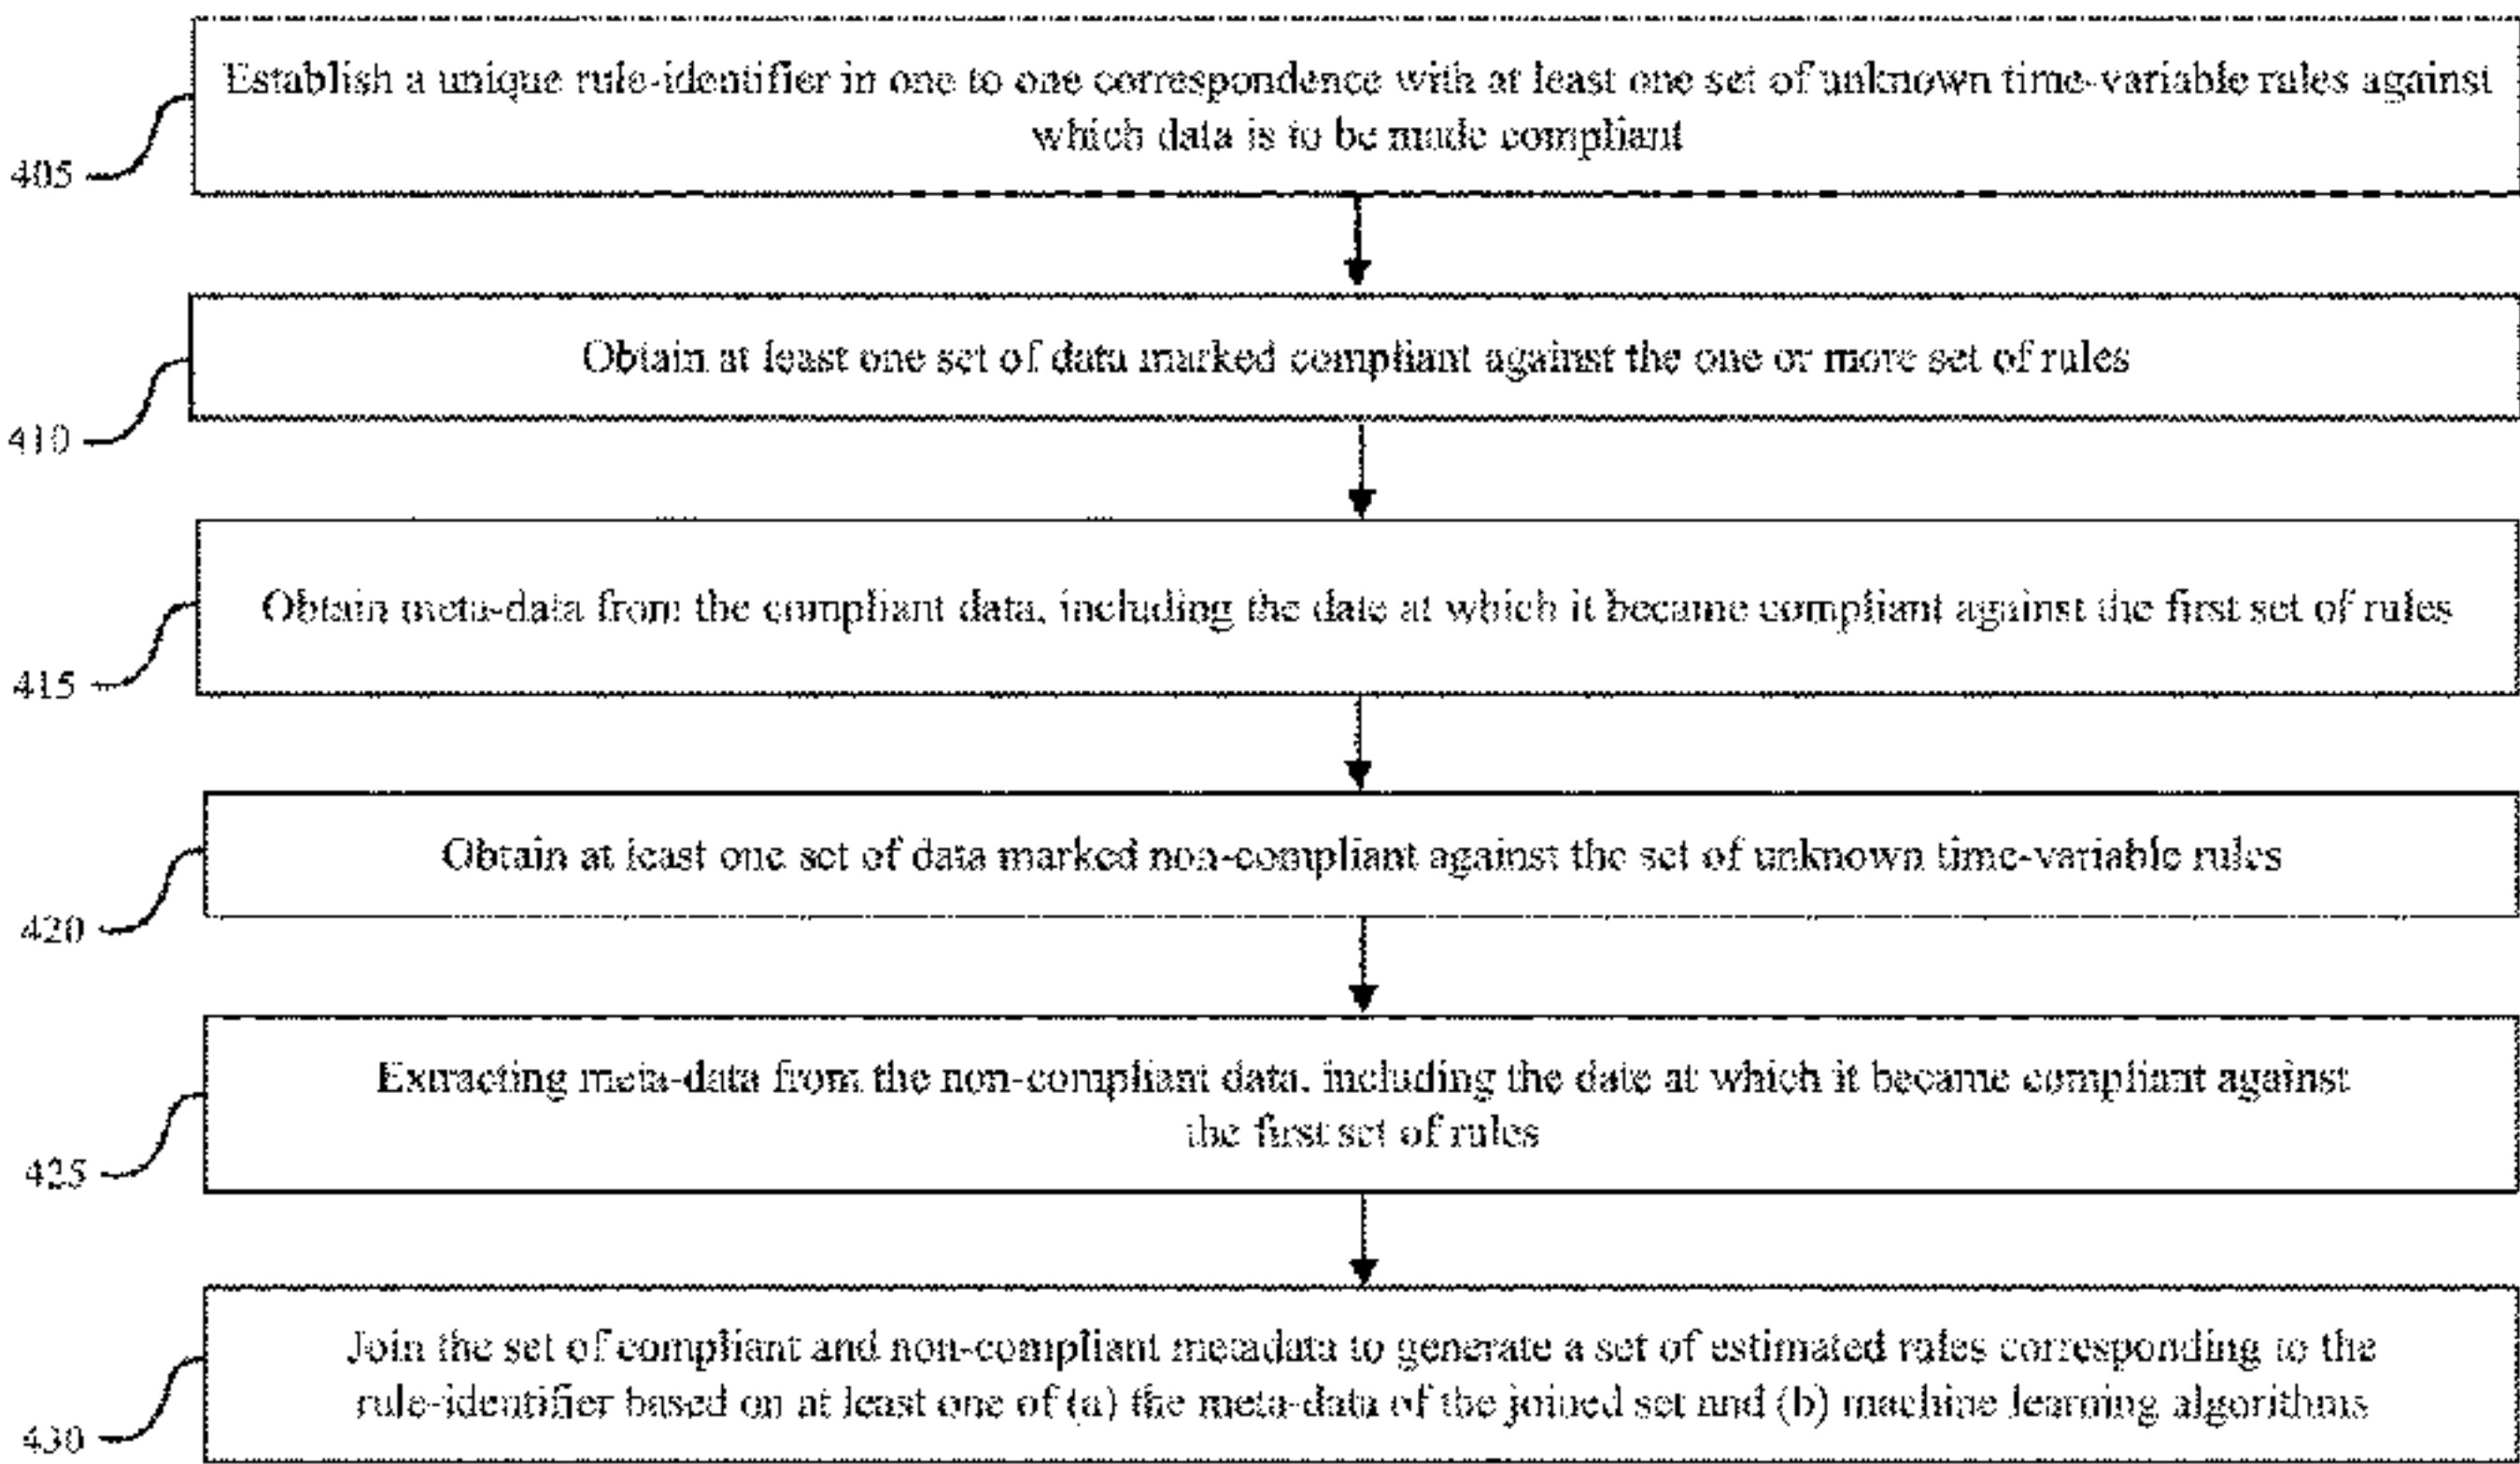 Establish a unique rule-identifier in one to one correspondence with at least one set of unknown time-variable rules against
which data is to be made compliant
405
Obtain at least one set of data marked compliant against the one or more set of rules
410
Obtain meta-data from the compliant data, including the date at which it became compliant against the first set of rules
415
Obtain at least one set of data marked non-compliant against the set of unknown time-variable rules
420
Extracting meta-data from the non-compliant data, including the date at which it became compliant against
the first set of rules
425
Join the set of compliant and non-compliant metadata to generate a set of estimated rules corresponding to the
rule-identifier based on at least one of (a) the meta-data of the joined set and (b) machine learning algorithms
430